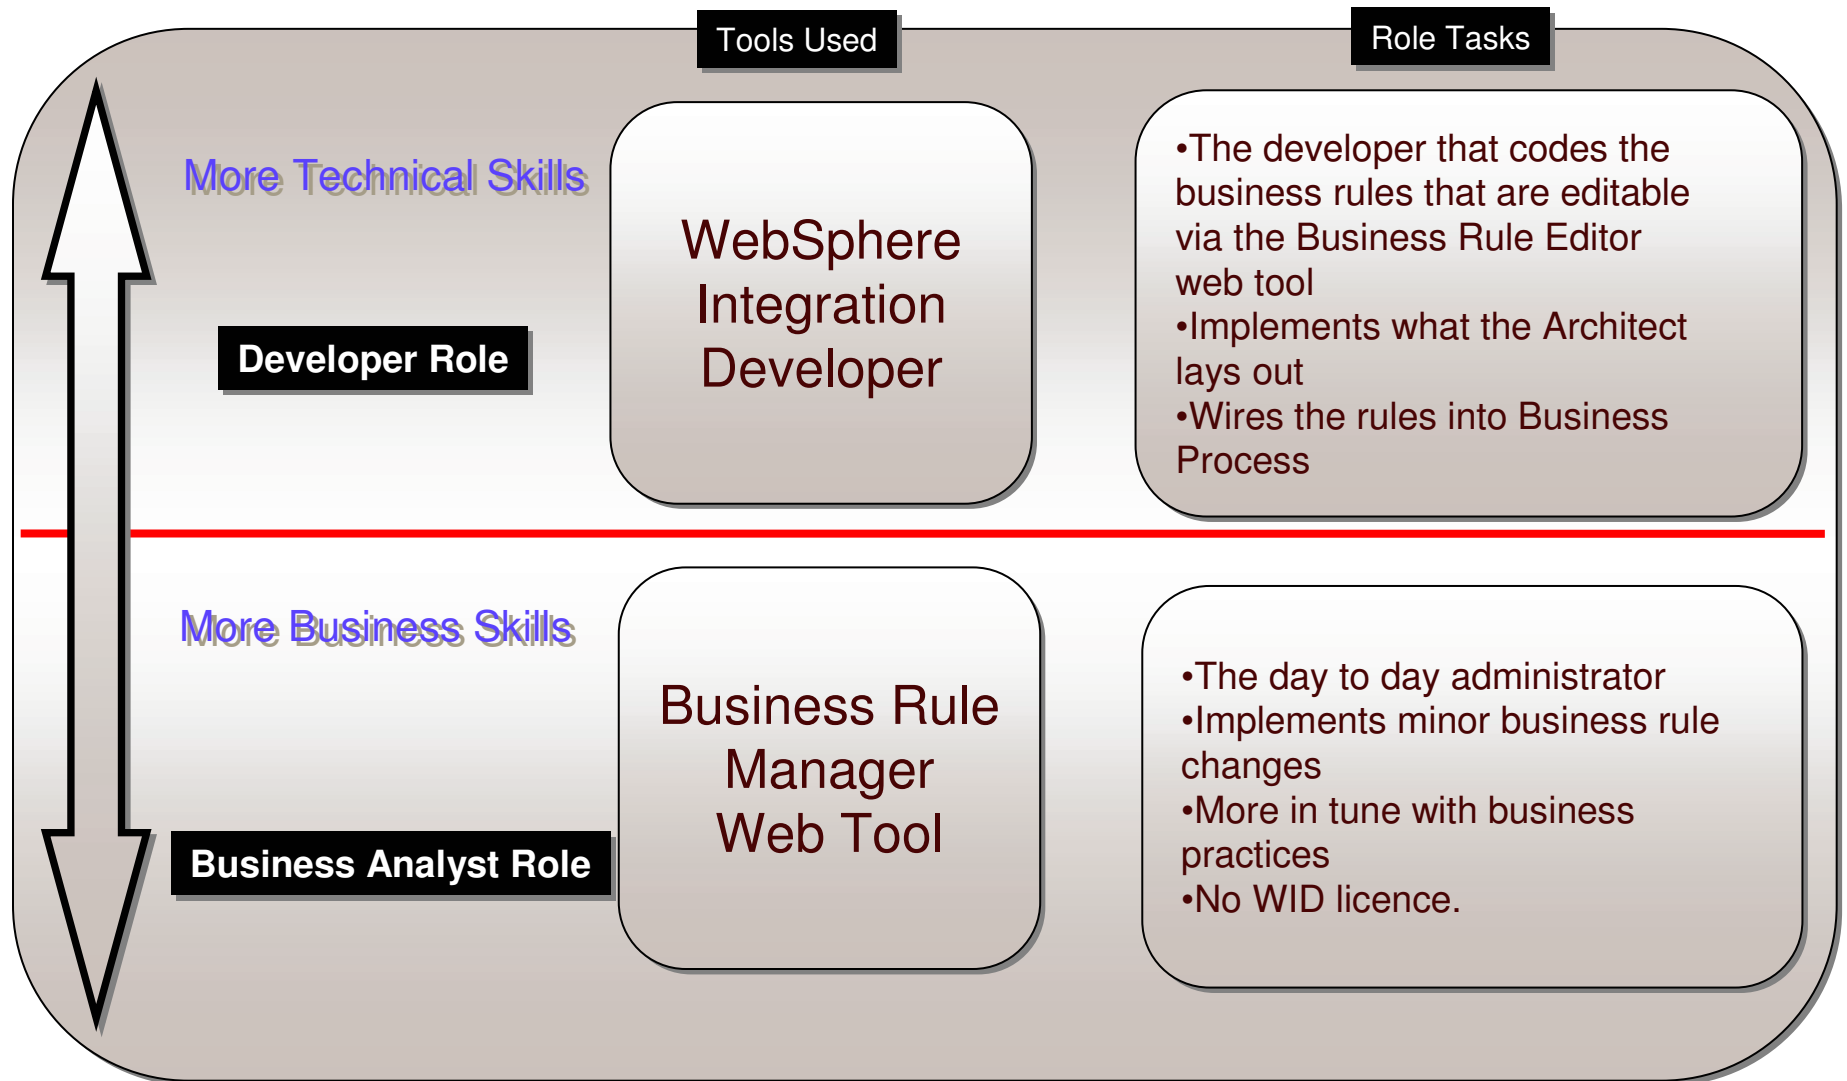 Tools Used
Role Tasks
More Technical Skills
Developer Role
WebSphere
Integration
Developer
•The developer that codes the
business rules that are editable
via the Business Rule Editor
web tool
•Implements what the Architect
lays out
•Wires the rules into Business
Process
More Business Skills
Business Analyst Role
Business Rule
Manager
Web Tool
•The day to day administrator
•Implements minor business rule
changes
•More in tune with business
practices
•No WID licence.